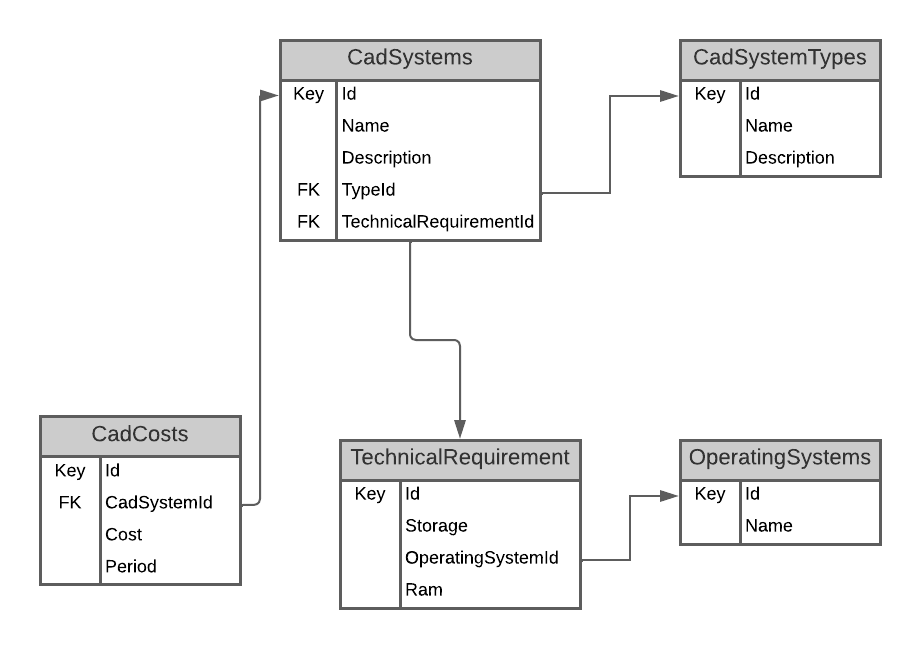 CadSystems
Key Id
Name
Description
FK TypeId
FK TechnicalRequirementId
CadSystemTypes
Key Id
Name
Description
CadCosts
Key Id
FK CadSystemId
Cost
Period
TechnicalRequirement
Key Id
Storage
OperatingSystemId
Ram
OperatingSystems
Key Id
Name